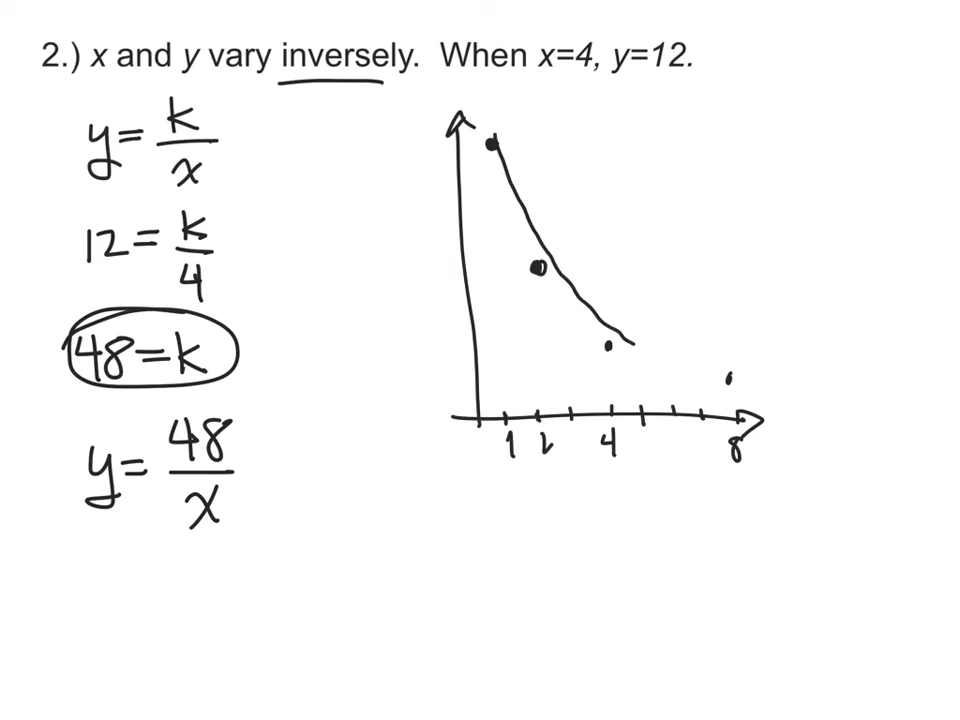 2.) x and y vary inversely. When x=4, y=12.
y = k/x
12 = k/4
48 = k
y = 48/x
1 2 4 8